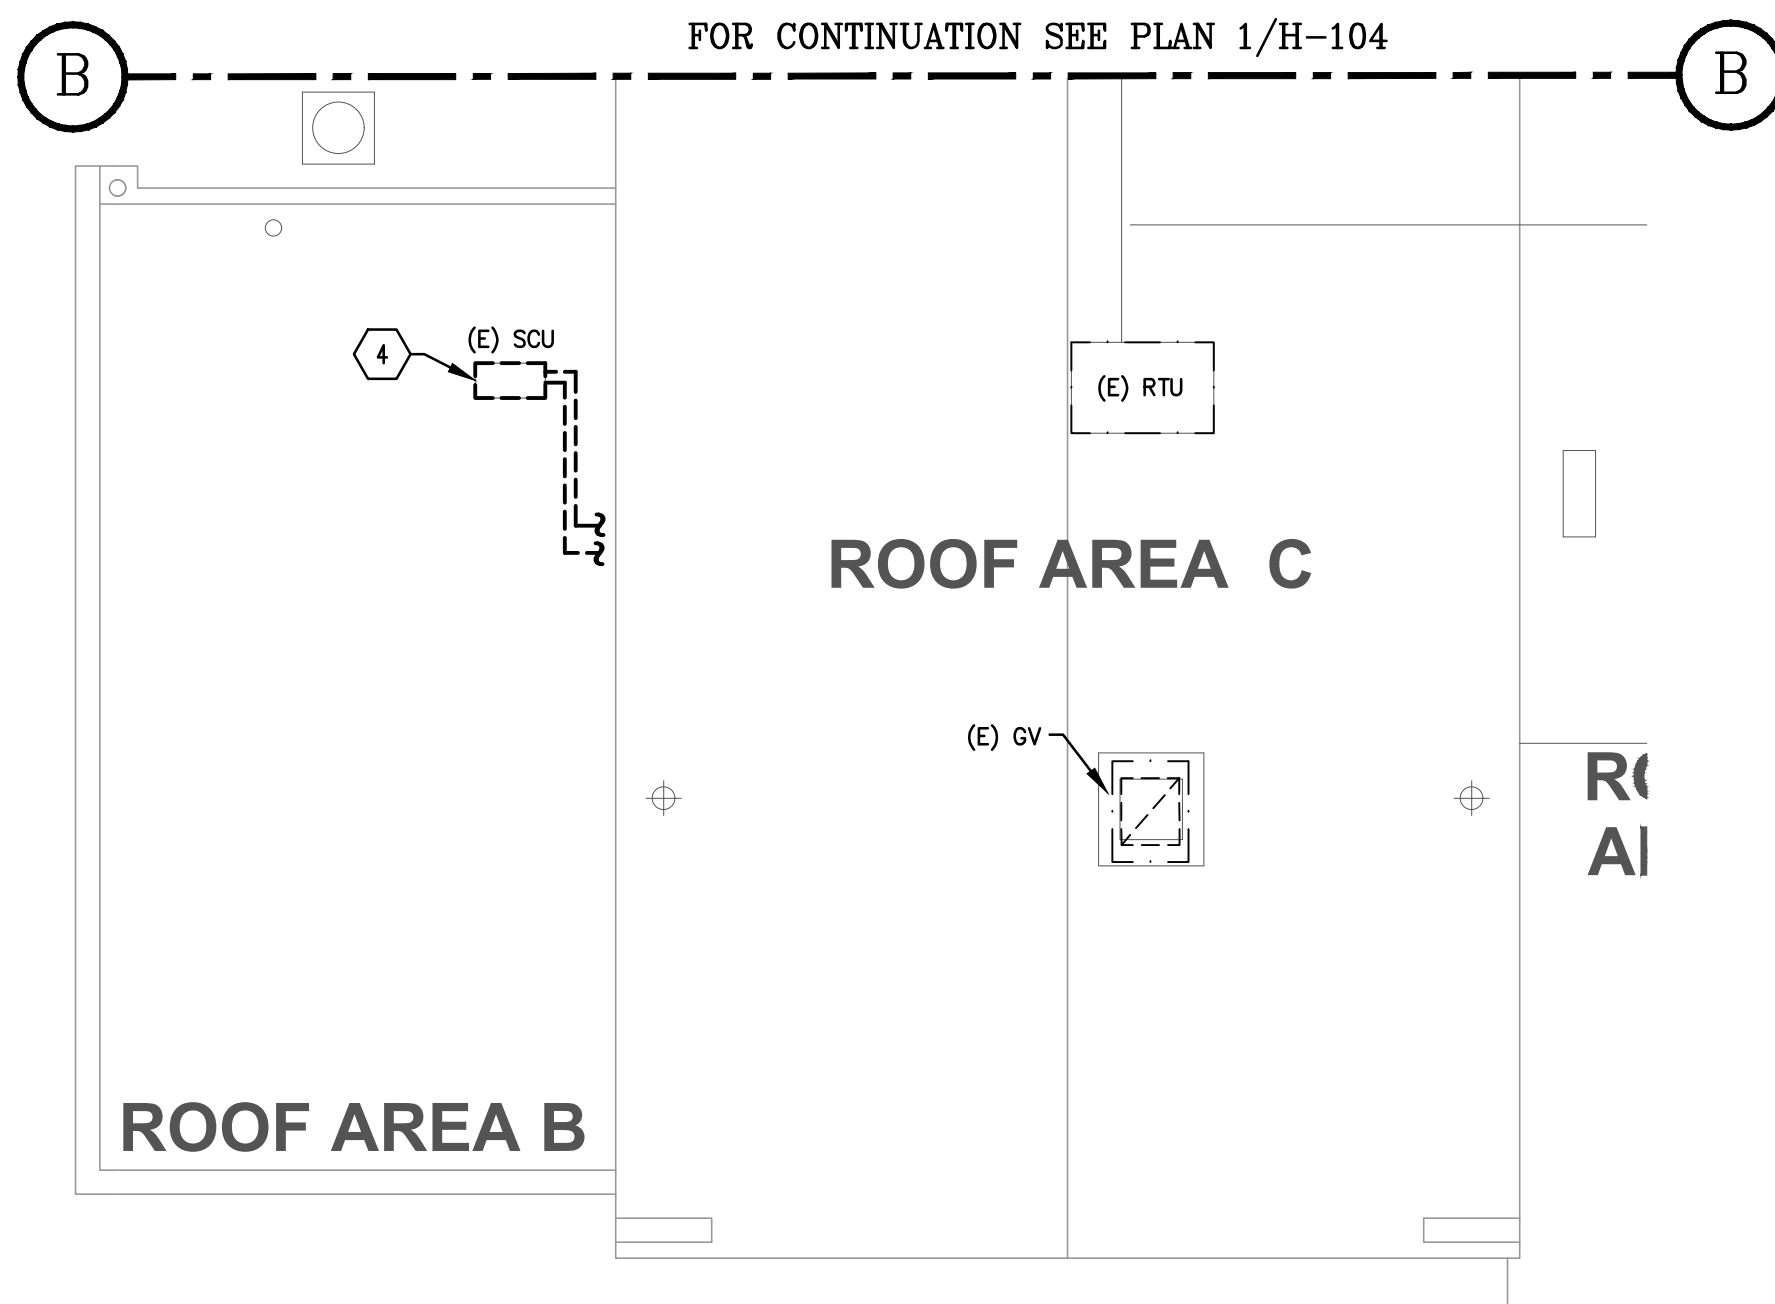 FOR CONTINUATION SEE PLAN 1/H-104
B
B
(E) SCU
4
(E) RTU
ROOF AREA  C
(E) GV
ROOF AREA B